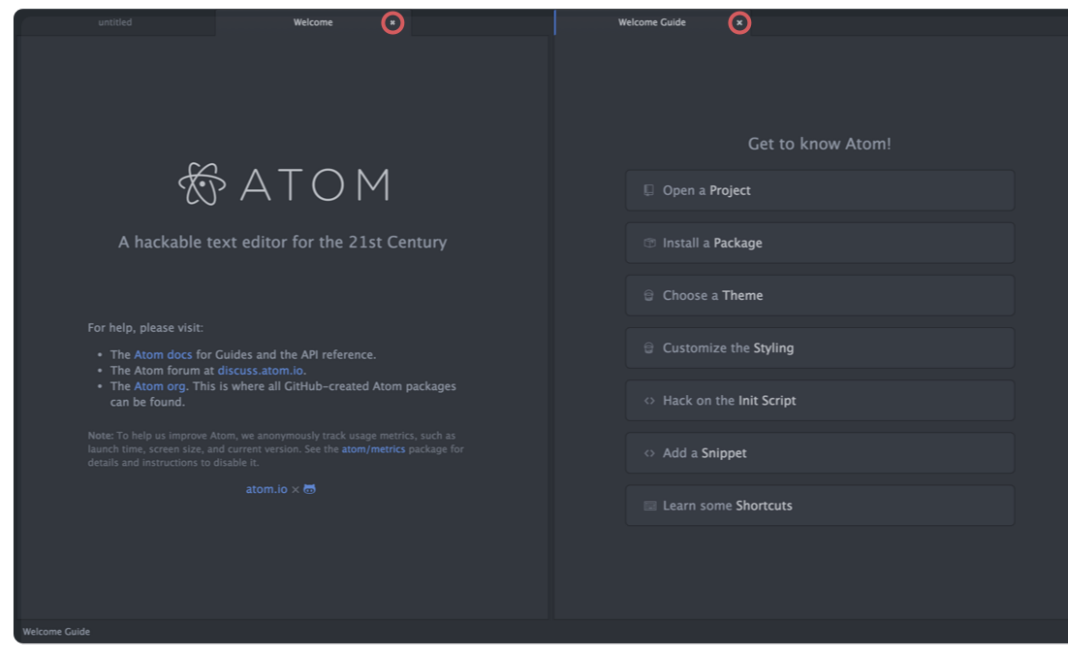 untitled
Welcome
Welcome Guide
ATOM
A hackable text editor for the 21st Century
For help, please visit:
• The Atom docs for Guides and the API reference.
• The Atom forum at discuss.atom.io.
• The Atom org. This is where all GitHub-created Atom packages
can be found.
Note: To help us improve Atom, we anonymously track usage metrics, such as
launch time, screen size, and current version. See the atom/metrics package for
details and instructions to disable it.
atom.io ×
Get to know Atom!
Open a Project
Install a Package
Choose a Theme
Customize the Styling
Hack on the Init Script
Add a Snippet
Learn some Shortcuts
Welcome Guide